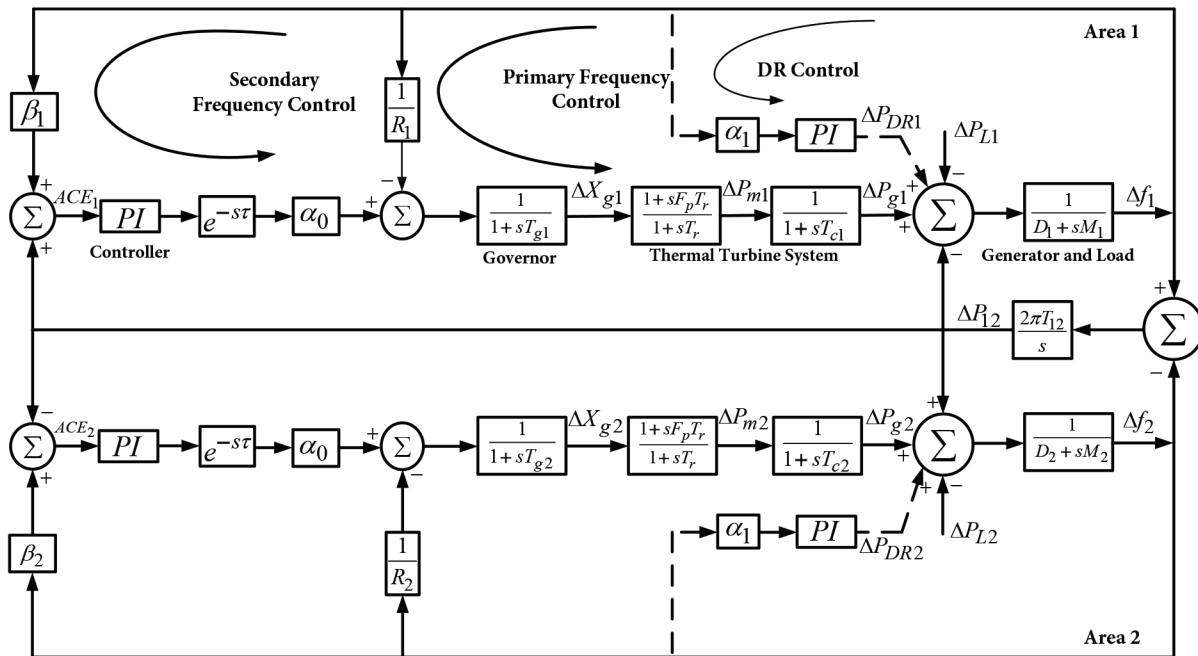 Area 1
Secondary
Frequency Control
Primary Frequency
Control
DR Control
β1
1
R1
ΔPDR1
ΔPL1
α1
PI
+
+
Σ
ACE1
PI
e^−sτ
α0
+
−
Σ
1
1+sTg1
ΔXg1
1+sFpTr
1+sTr
ΔPm1
1
1+sTc1
ΔPg1
+
+
−
−
Σ
1
D1+sM1
Δf1
Controller
Governor
Thermal Turbine System
Generator and Load
ΔP12
2πT12
s
+
Σ
−
−
+
Σ
ACE2
PI
e^−sτ
α0
+
−
Σ
1
1+sTg2
ΔXg2
1+sFpTr
1+sTr
ΔPm2
1
1+sTc2
ΔPg2
+
+
+
−
Σ
1
D2+sM2
Δf2
β2
1
R2
α1
PI
ΔPDR2
ΔPL2
Area 2